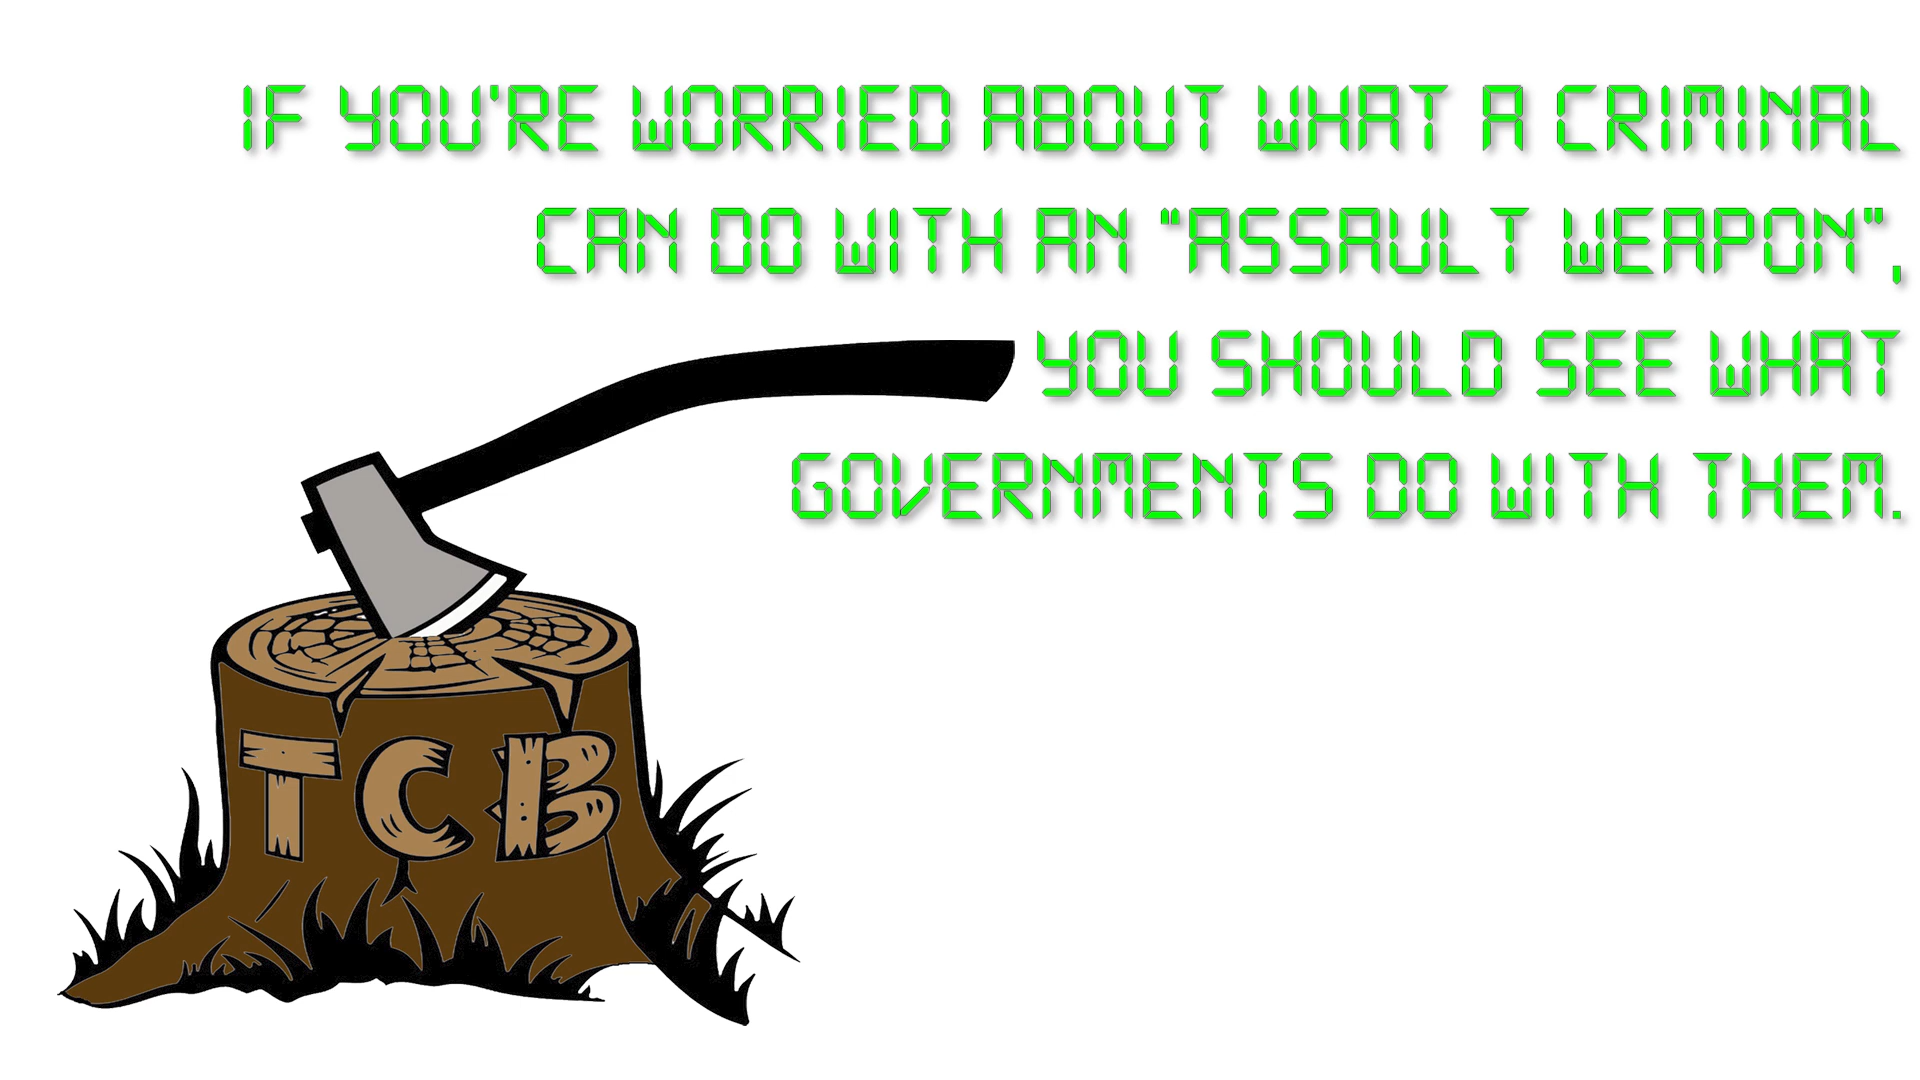 IF YOU'RE WORRIED ABOUT WHAT A CRIMINAL
CAN DO WITH AN "ASSAULT WEAPON",
YOU SHOULD SEE WHAT
GOVERNMENTS DO WITH THEM.
TCB